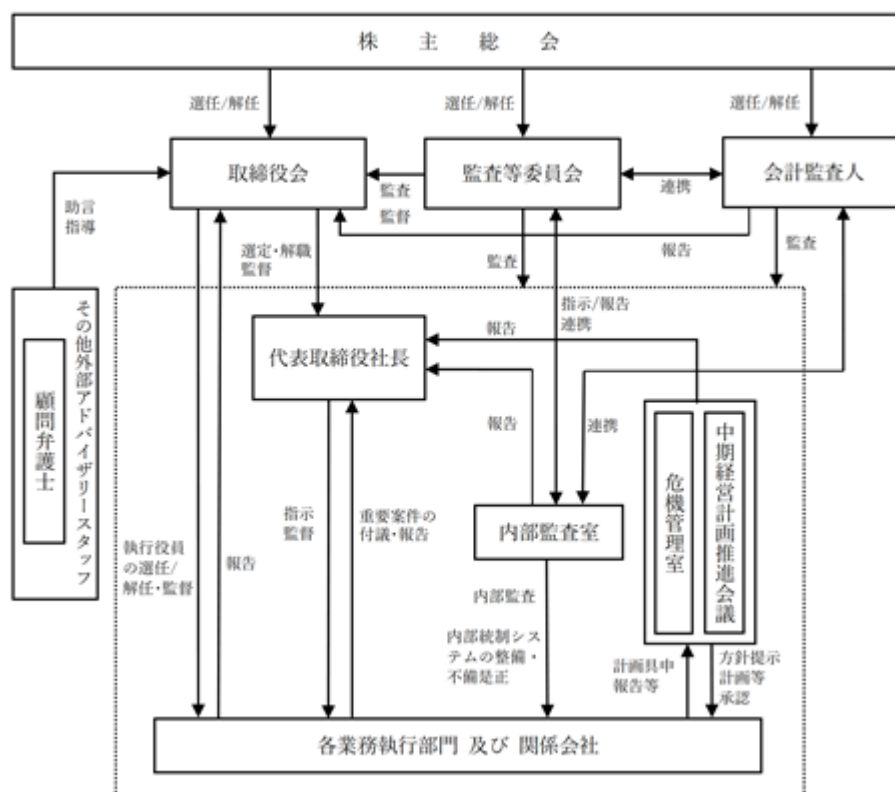 株 主 総 会
選任/解任
選任/解任
選任/解任
取締役会
監査等委員会
会計監査人
監査
監督
連携
助言
指導
選定・解職
監督
監査
報告
監査
指示/報告
連携
その他外部アドバイザリースタッフ
顧問弁護士
代表取締役社長
報告
報告
連携
危機管理室
中期経営計画推進会議
指示
監督
重要案件の
付議・報告
内部監査室
執行役員
の選任/
解任・監督
報告
内部監査
内部統制シス
テムの整備・
不備是正
計画具申
報告等
方針提示
計画等
承認
各業務執行部門 及び 関係会社